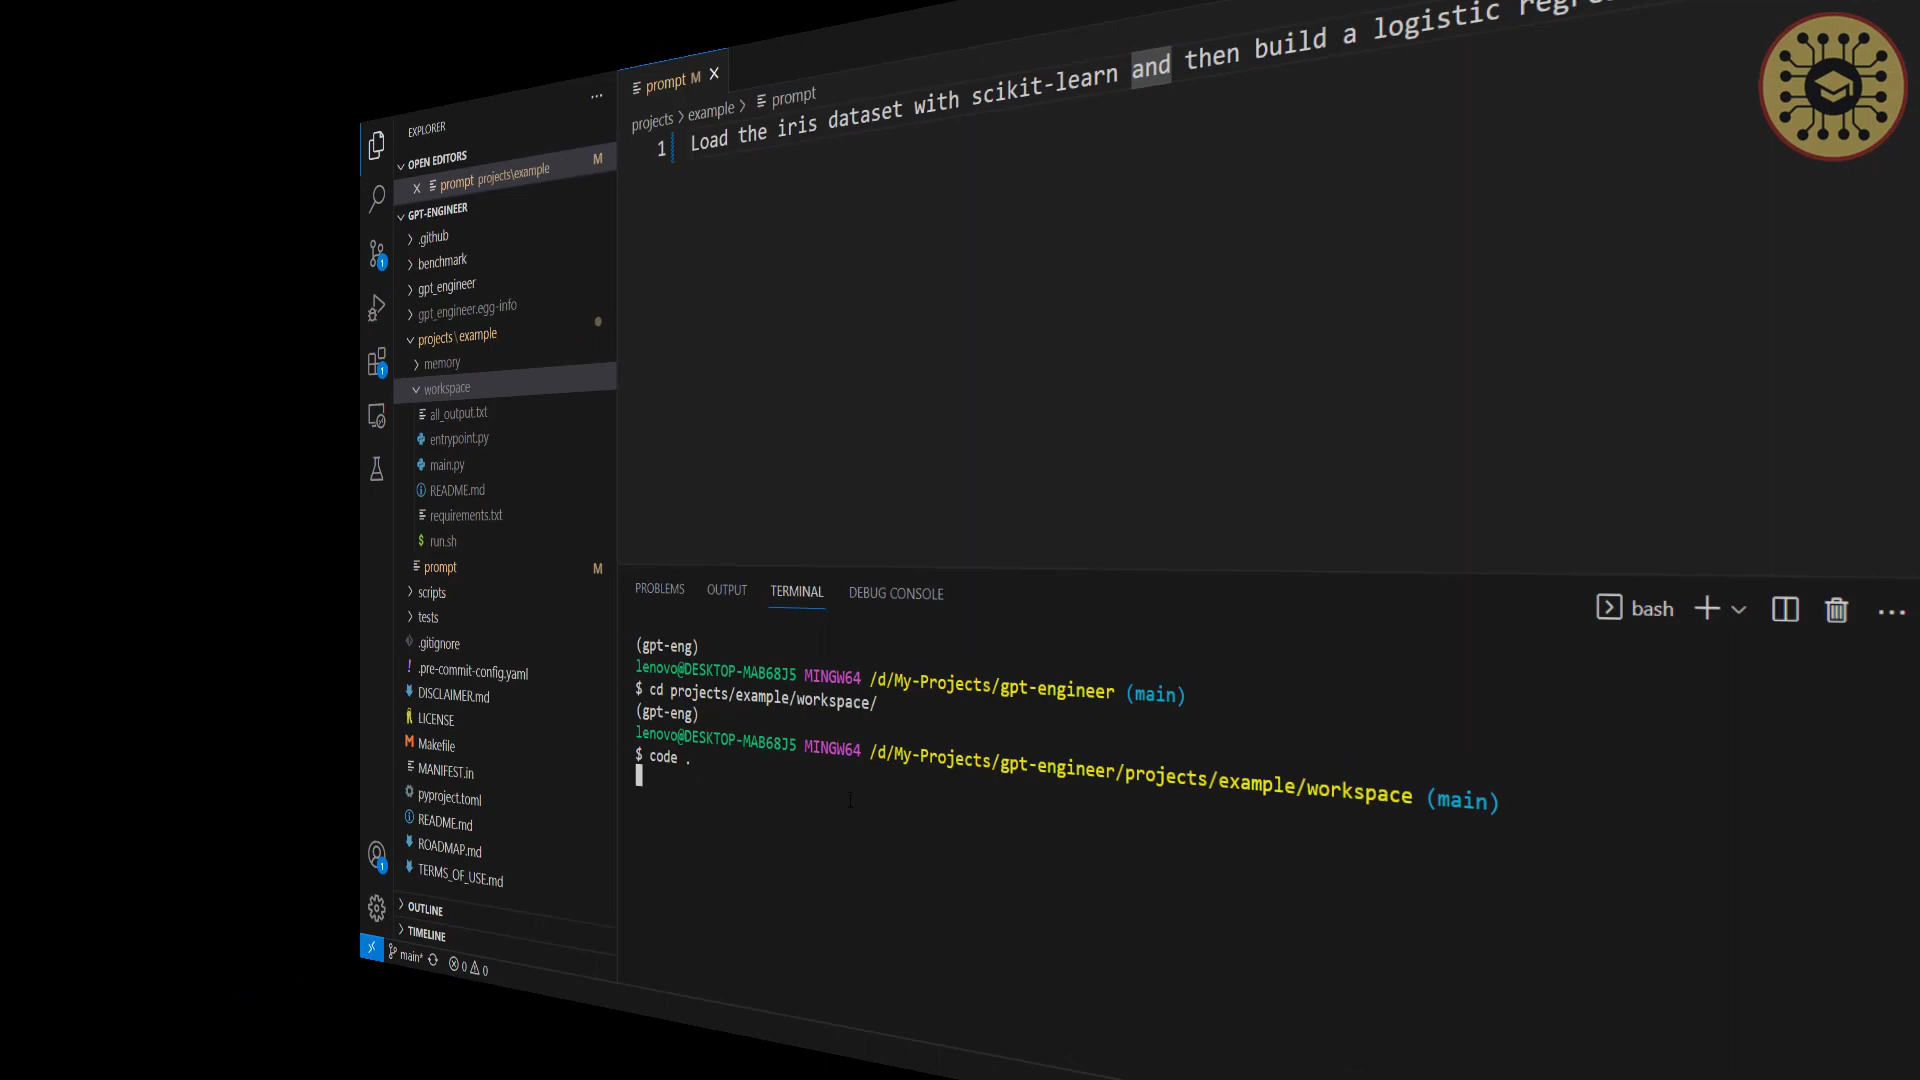 EXPLORER
...
OPEN EDITORS
prompt projects\example M
GPT-ENGINEER
.github
benchmark
gpt_engineer
gpt_engineer.egg-info
projects\example
memory
workspace
all_output.txt
entrypoint.py
main.py
README.md
requirements.txt
run.sh
prompt M
scripts
tests
.gitignore
.pre-commit-config.yaml
DISCLAIMER.md
LICENSE
Makefile
MANIFEST.in
pyproject.toml
README.md
ROADMAP.md
TERMS_OF_USE.md
OUTLINE
TIMELINE
main* 0 0
prompt M
projects > example > prompt
1 Load the iris dataset with scikit-learn and then build a logistic
PROBLEMS OUTPUT TERMINAL DEBUG CONSOLE
bash
(gpt-eng)
lenovo@DESKTOP-MAB68J5 MINGW64 /d/My-Projects/gpt-engineer (main)
$ cd projects/example/workspace/
(gpt-eng)
lenovo@DESKTOP-MAB68J5 MINGW64 /d/My-Projects/gpt-engineer/projects/example/workspace (main)
$ code .